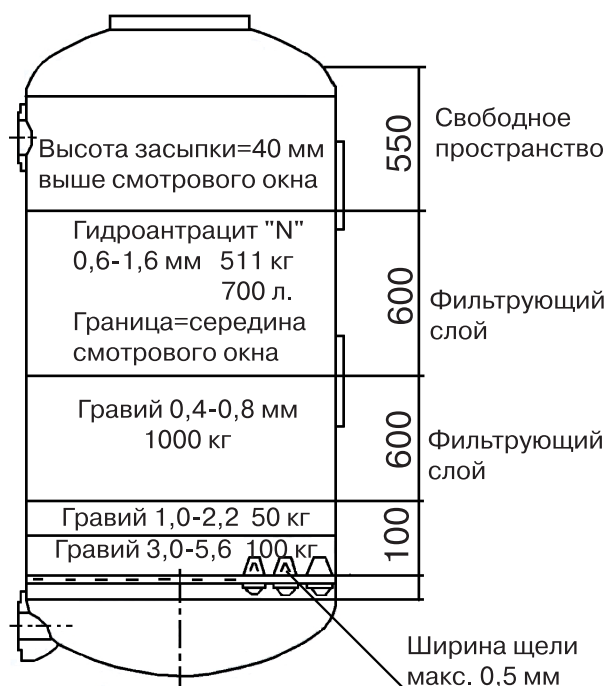 Высота засыпки=40 мм
выше смотрового окна
550
Свободное
пространство
Гидроантрацит "N"
0,6-1,6 мм 511 кг
700 л.
Граница=середина
смотрового окна
600
Фильтрующий
слой
Гравий 0,4-0,8 мм
1000 кг
600
Фильтрующий
слой
Гравий 1,0-2,2 50 кг
Гравий 3,0-5,6 100 кг
100
Ширина щели
макс. 0,5 мм